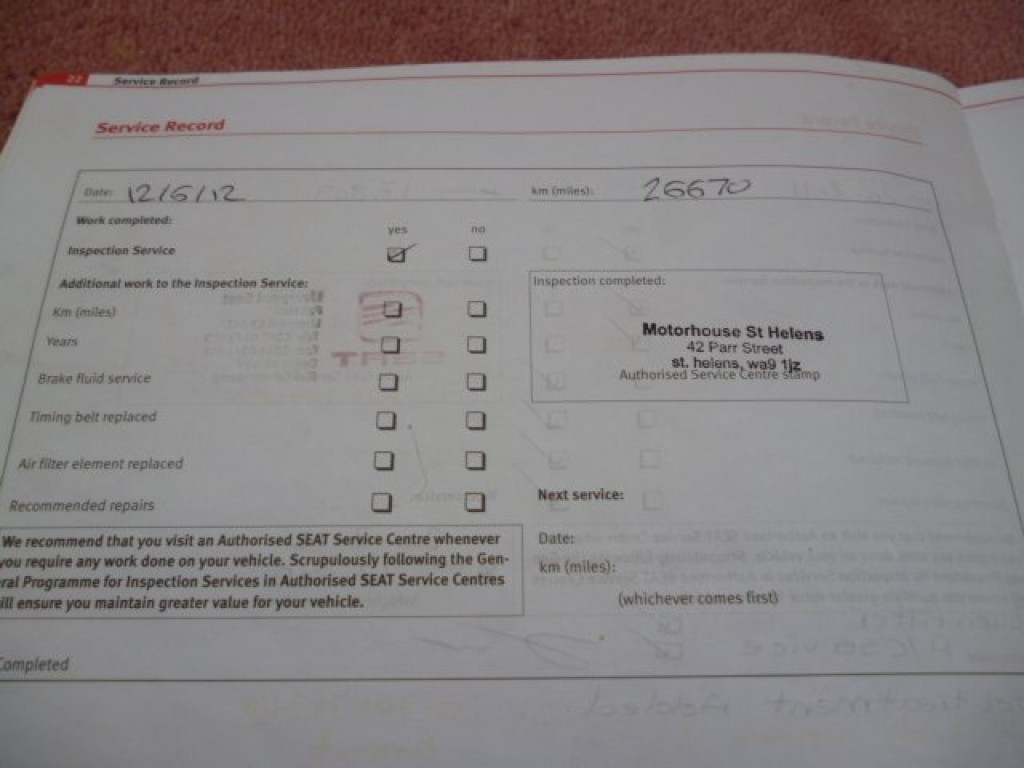 22 Service Record
Service Record
Date: 12/6/12 km (miles): 26670
Work completed:
yes no
Inspection Service
Additional work to the Inspection Service:
Inspection completed:
Km (miles)
Motorhouse St Helens
Years
42 Parr Street
st. helens, wa9 1jz
Authorised Service Centre stamp
Brake fluid service
Timing belt replaced
Air filter element replaced
Next service:
Recommended repairs
We recommend that you visit an Authorised SEAT Service Centre whenever
you require any work done on your vehicle. Scrupulously following the Gen-
eral Programme for Inspection Services in Authorised SEAT Service Centres
ill ensure you maintain greater value for your vehicle.
Date:
km (miles):
(whichever comes first)
Completed